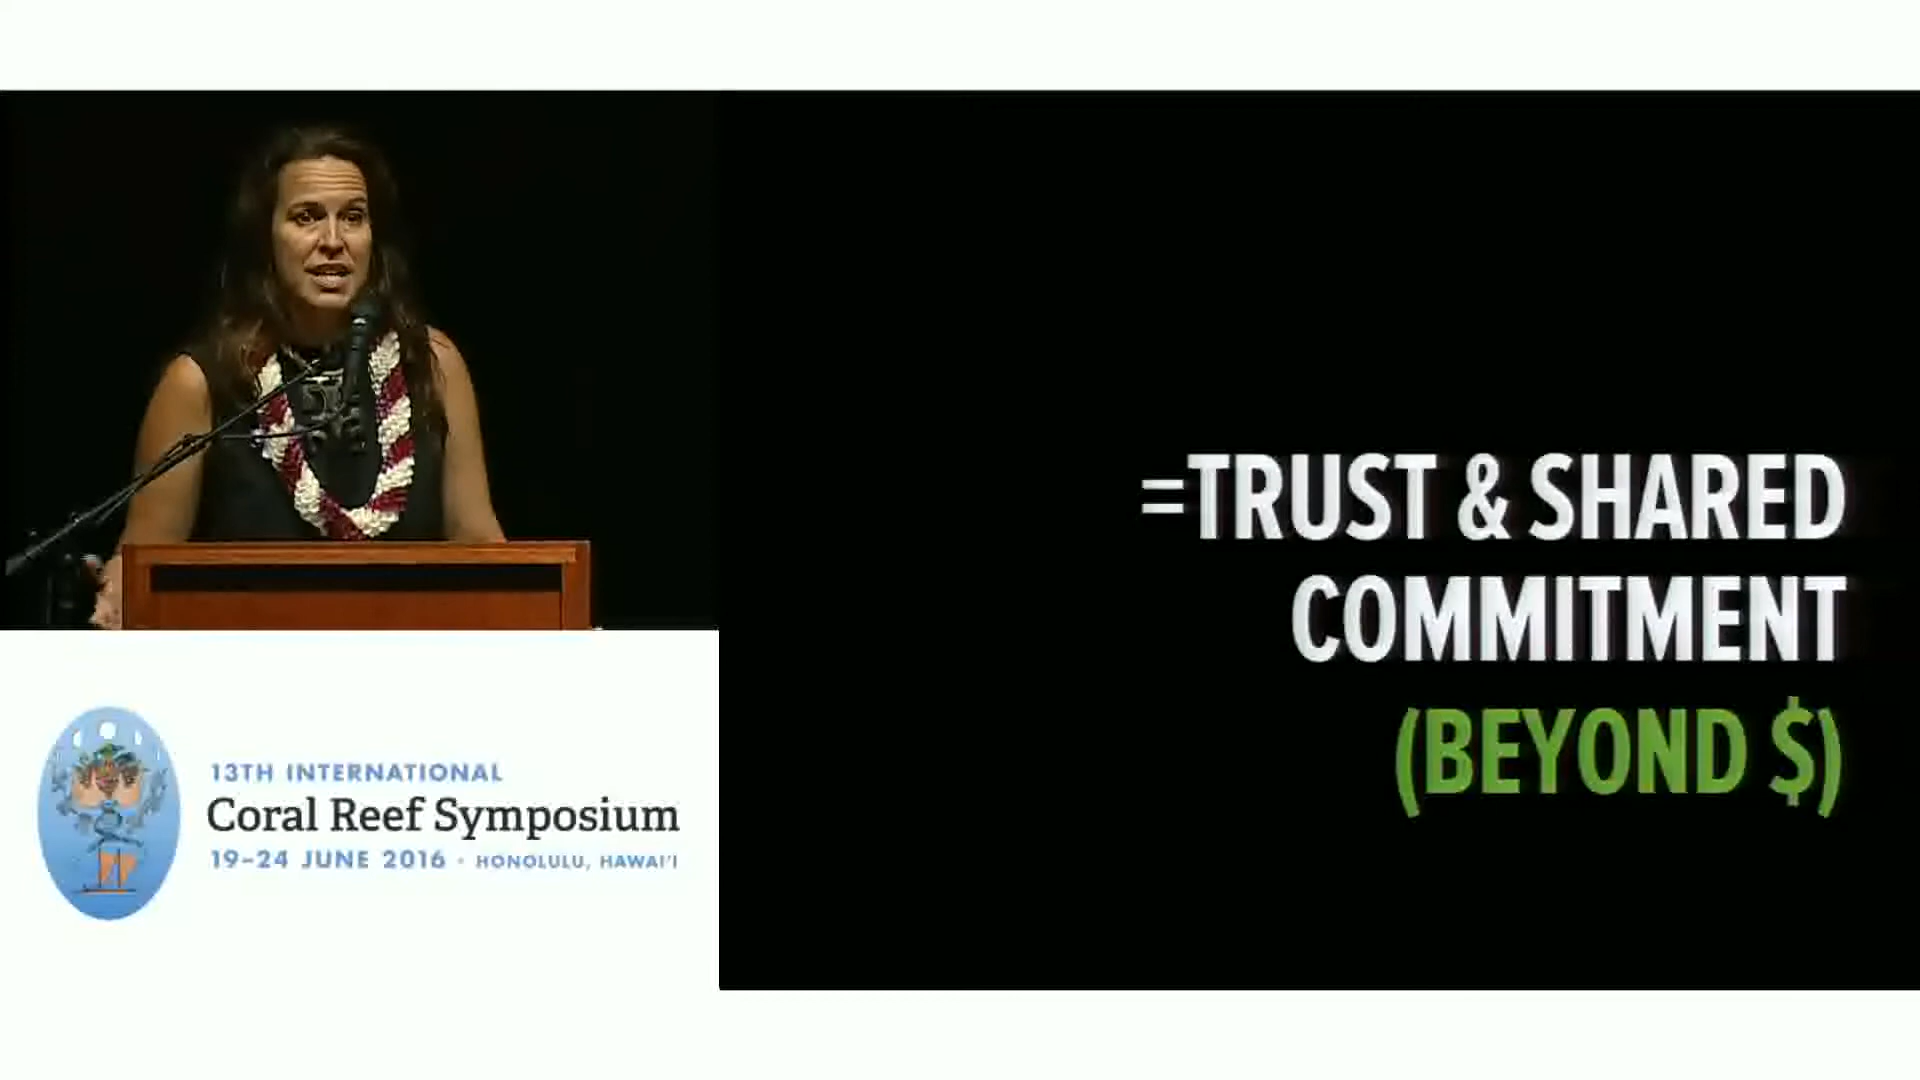 =TRUST & SHARED
COMMITMENT
(BEYOND $)
13TH INTERNATIONAL
Coral Reef Symposium
19–24 JUNE 2016 • HONOLULU, HAWAI'I